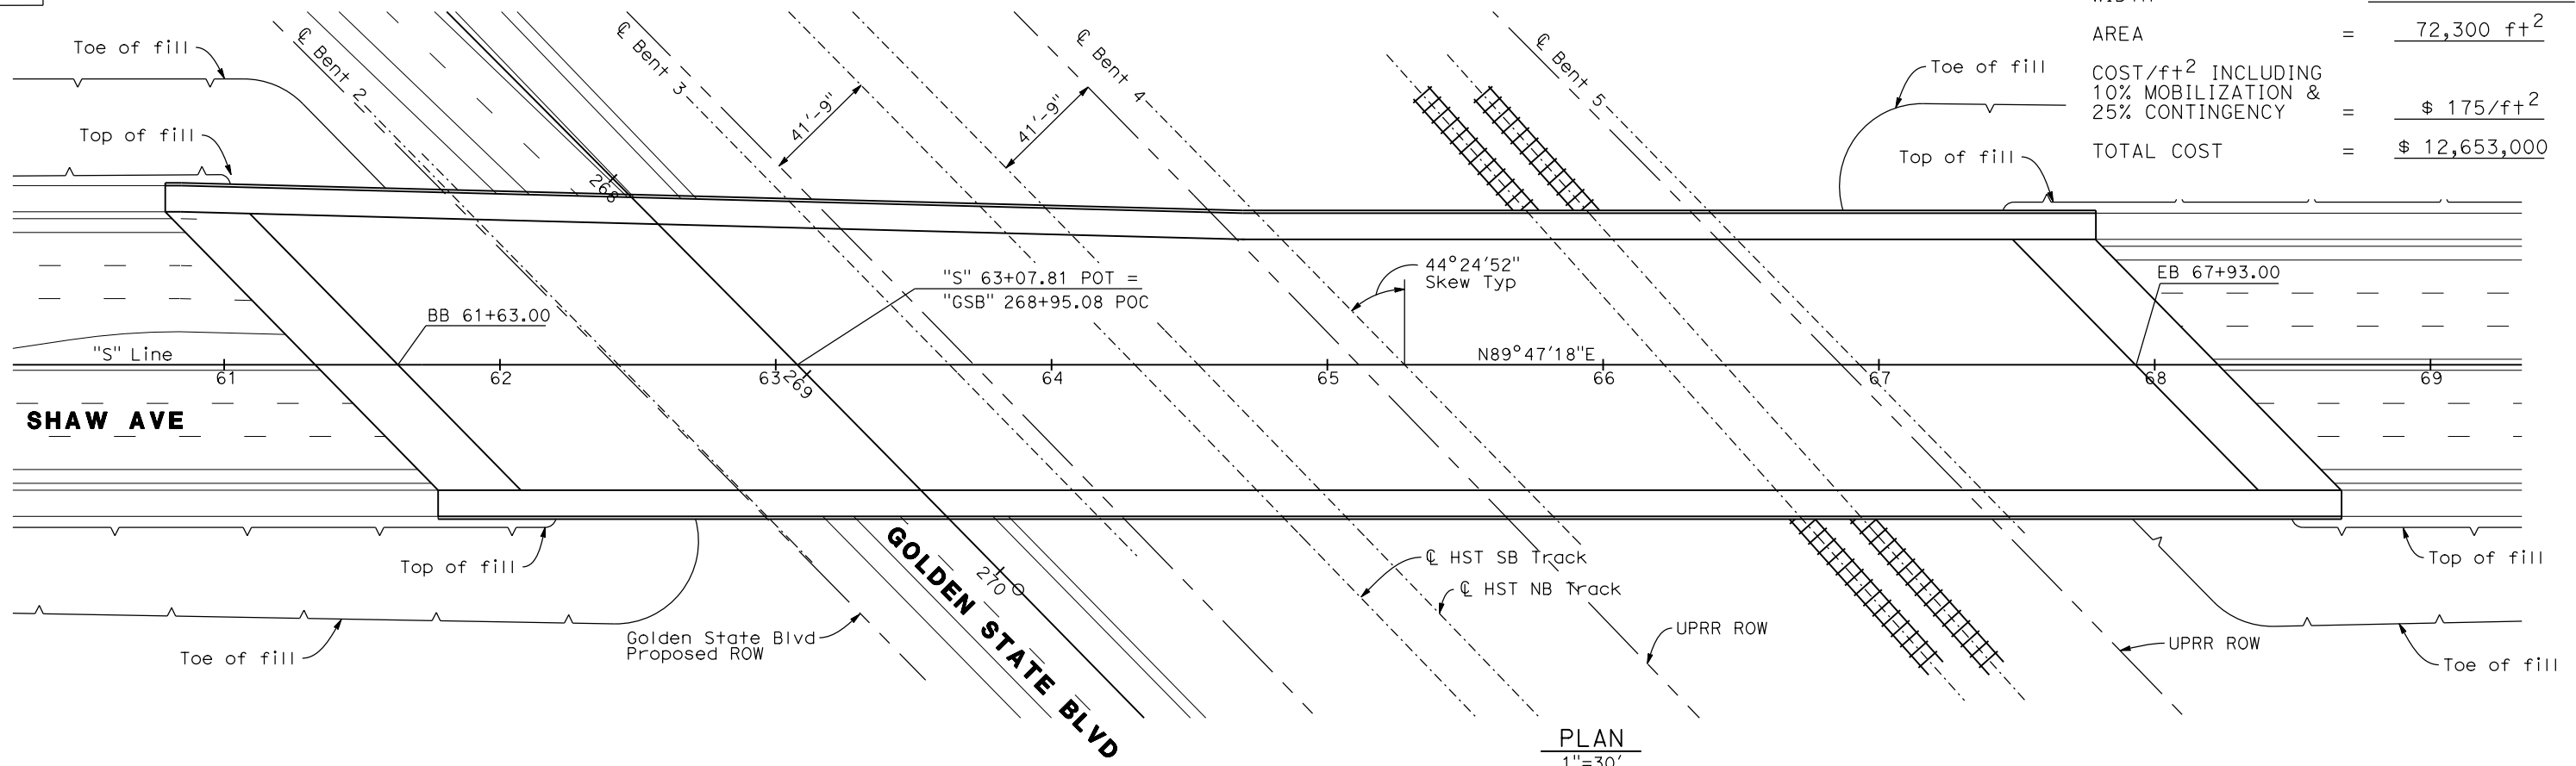 AREA = 72,300 ft²
COST/ft² INCLUDING
10% MOBILIZATION &
25% CONTINGENCY = $ 175/ft²
TOTAL COST = $ 12,653,000
Toe of fill
Top of fill
℄ Bent 2
℄ Bent 3
41'-9"
41'-9"
℄ Bent 4
℄ Bent 5
Toe of fill
Top of fill
268
"S" 63+07.81 POT =
"GSB" 268+95.08 POC
44°24'52"
Skew Typ
EB 67+93.00
BB 61+63.00
"S" Line
N89°47'18"E
61
62
63
269
64
65
66
67
68
69
SHAW AVE
GOLDEN STATE BLVD
270
℄ HST SB Track
℄ HST NB Track
Top of fill
Top of fill
Golden State Blvd
Proposed ROW
UPRR ROW
UPRR ROW
Toe of fill
Toe of fill
PLAN
1"=30'